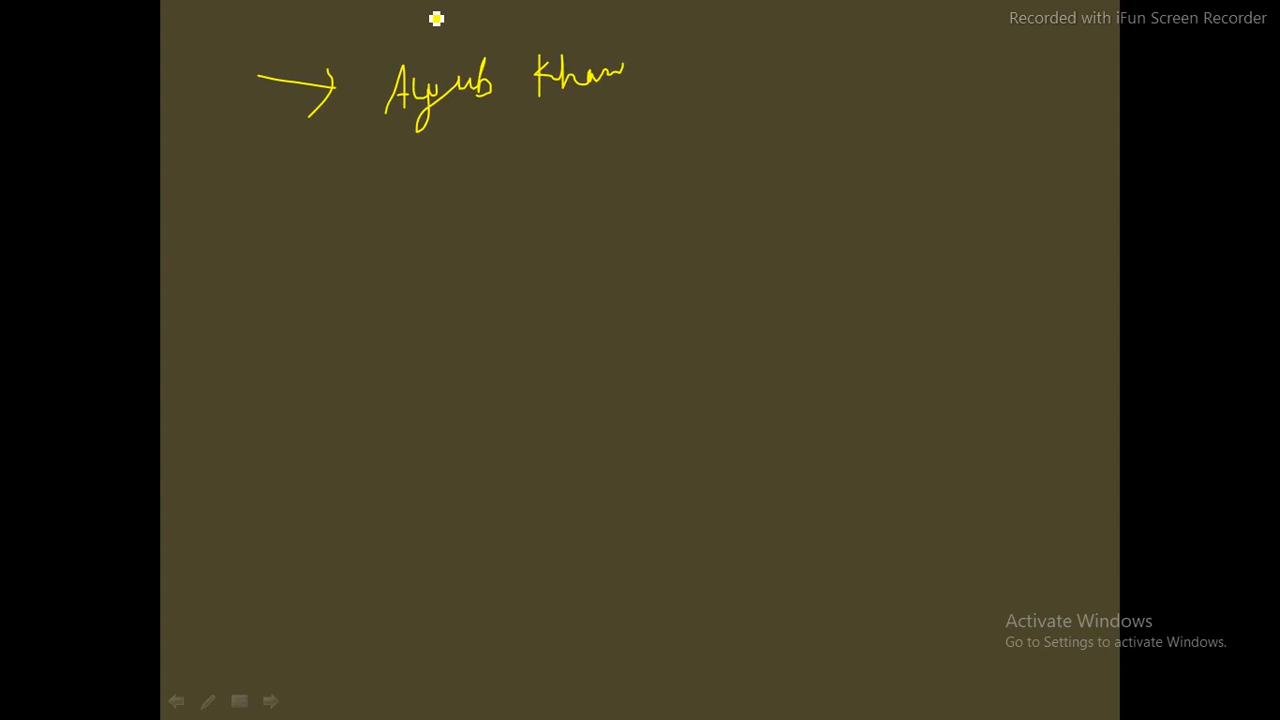 Recorded with iFun Screen Recorder
→ Ayub Khan
Activate Windows
Go to Settings to activate Windows.